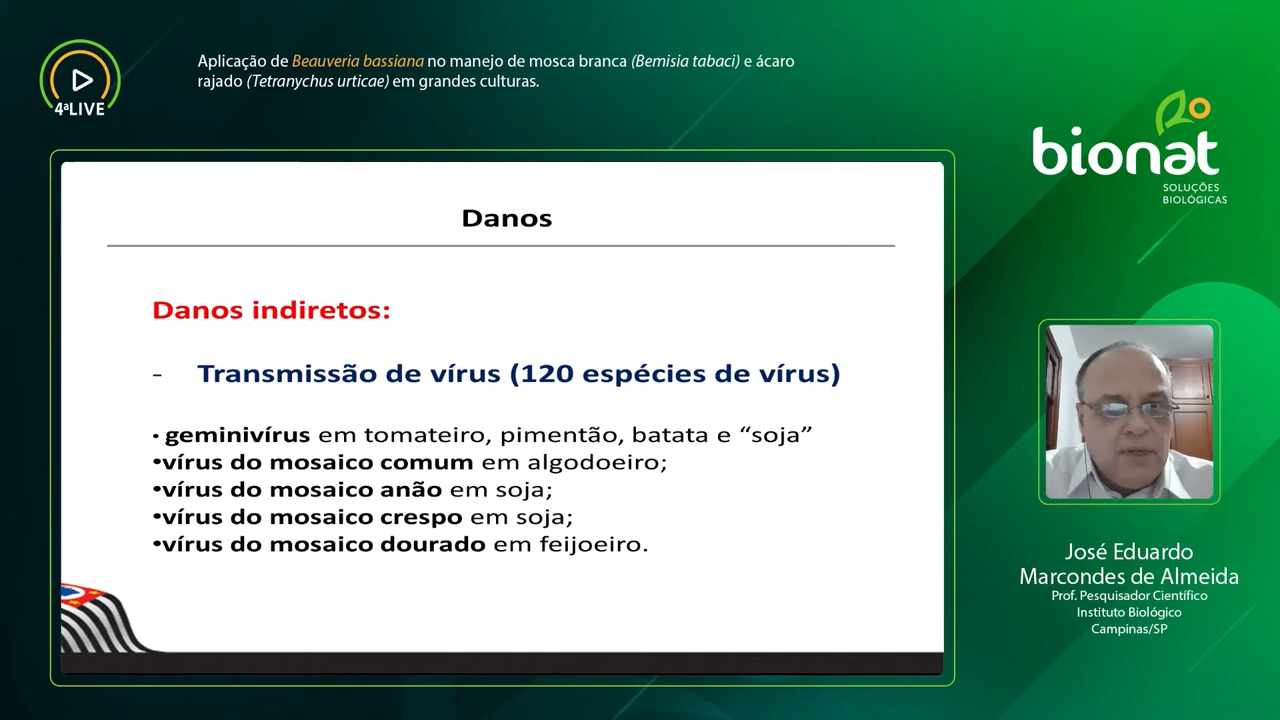 4ªLIVE
Aplicação de Beauveria bassiana no manejo de mosca branca (Bemisia tabaci) e ácaro
rajado (Tetranychus urticae) em grandes culturas.
bionat
SOLUÇÕES
BIOLÓGICAS
Danos
Danos indiretos:
- Transmissão de vírus (120 espécies de vírus)
• geminivírus em tomateiro, pimentão, batata e “soja”
•vírus do mosaico comum em algodoeiro;
•vírus do mosaico anão em soja;
•vírus do mosaico crespo em soja;
•vírus do mosaico dourado em feijoeiro.
José Eduardo
Marcondes de Almeida
Prof. Pesquisador Científico
Instituto Biológico
Campinas/SP